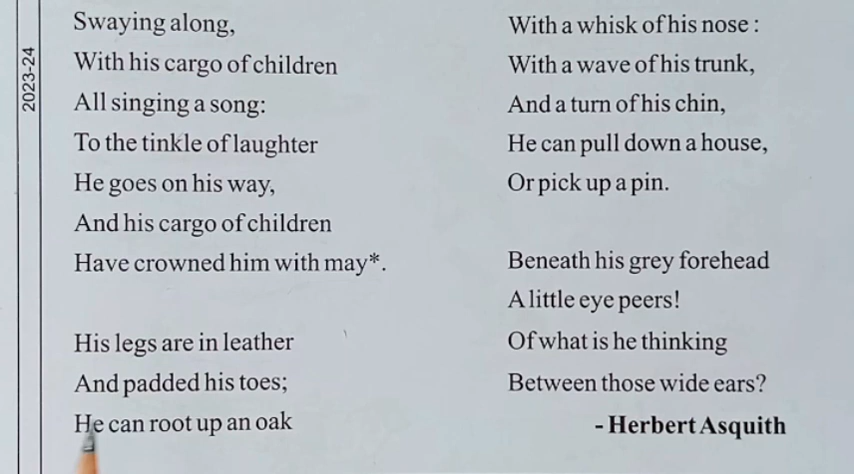 2023-24
Swaying along,
With his cargo of children
All singing a song:
To the tinkle of laughter
He goes on his way,
And his cargo of children
Have crowned him with may*.
His legs are in leather
And padded his toes;
He can root up an oak
With a whisk of his nose :
With a wave of his trunk,
And a turn of his chin,
He can pull down a house,
Or pick up a pin.
Beneath his grey forehead
A little eye peers!
Of what is he thinking
Between those wide ears?
- Herbert Asquith